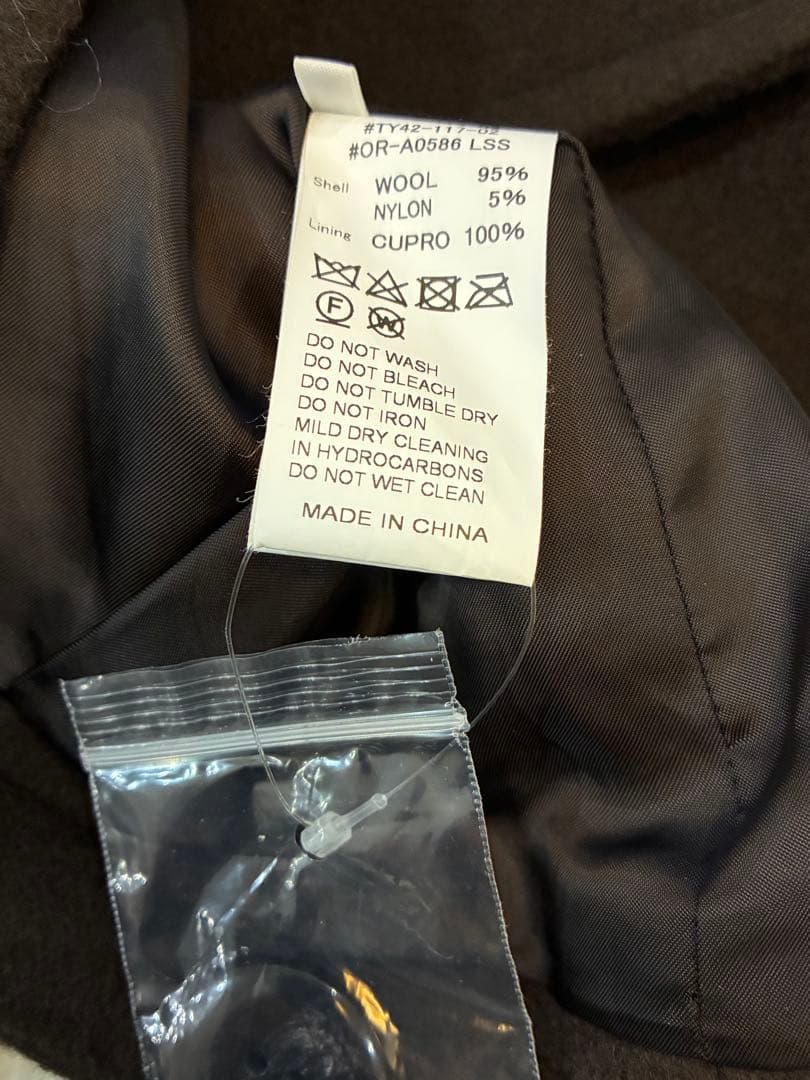 #TY42-117-02
#OR-A0586 LSS
Shell WOOL 95%
NYLON 5%
Lining CUPRO 100%
F W
DO NOT WASH
DO NOT BLEACH
DO NOT TUMBLE DRY
DO NOT IRON
MILD DRY CLEANING
IN HYDROCARBONS
DO NOT WET CLEAN
MADE IN CHINA